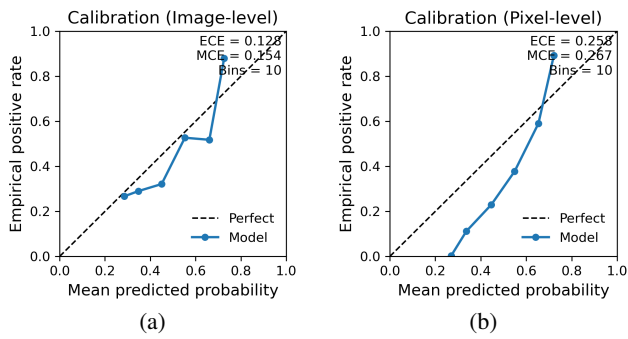 Calibration (Image-level)
ECE = 0.128
MCE = 0.154
Bins = 10
Empirical positive rate
1.0
0.8
0.6
0.4
0.2
0.0
Perfect
Model
0.0 0.2 0.4 0.6 0.8 1.0
Mean predicted probability
(a)
Calibration (Pixel-level)
ECE = 0.258
MCE = 0.267
Bins = 10
Empirical positive rate
1.0
0.8
0.6
0.4
0.2
0.0
Perfect
Model
0.0 0.2 0.4 0.6 0.8 1.0
Mean predicted probability
(b)